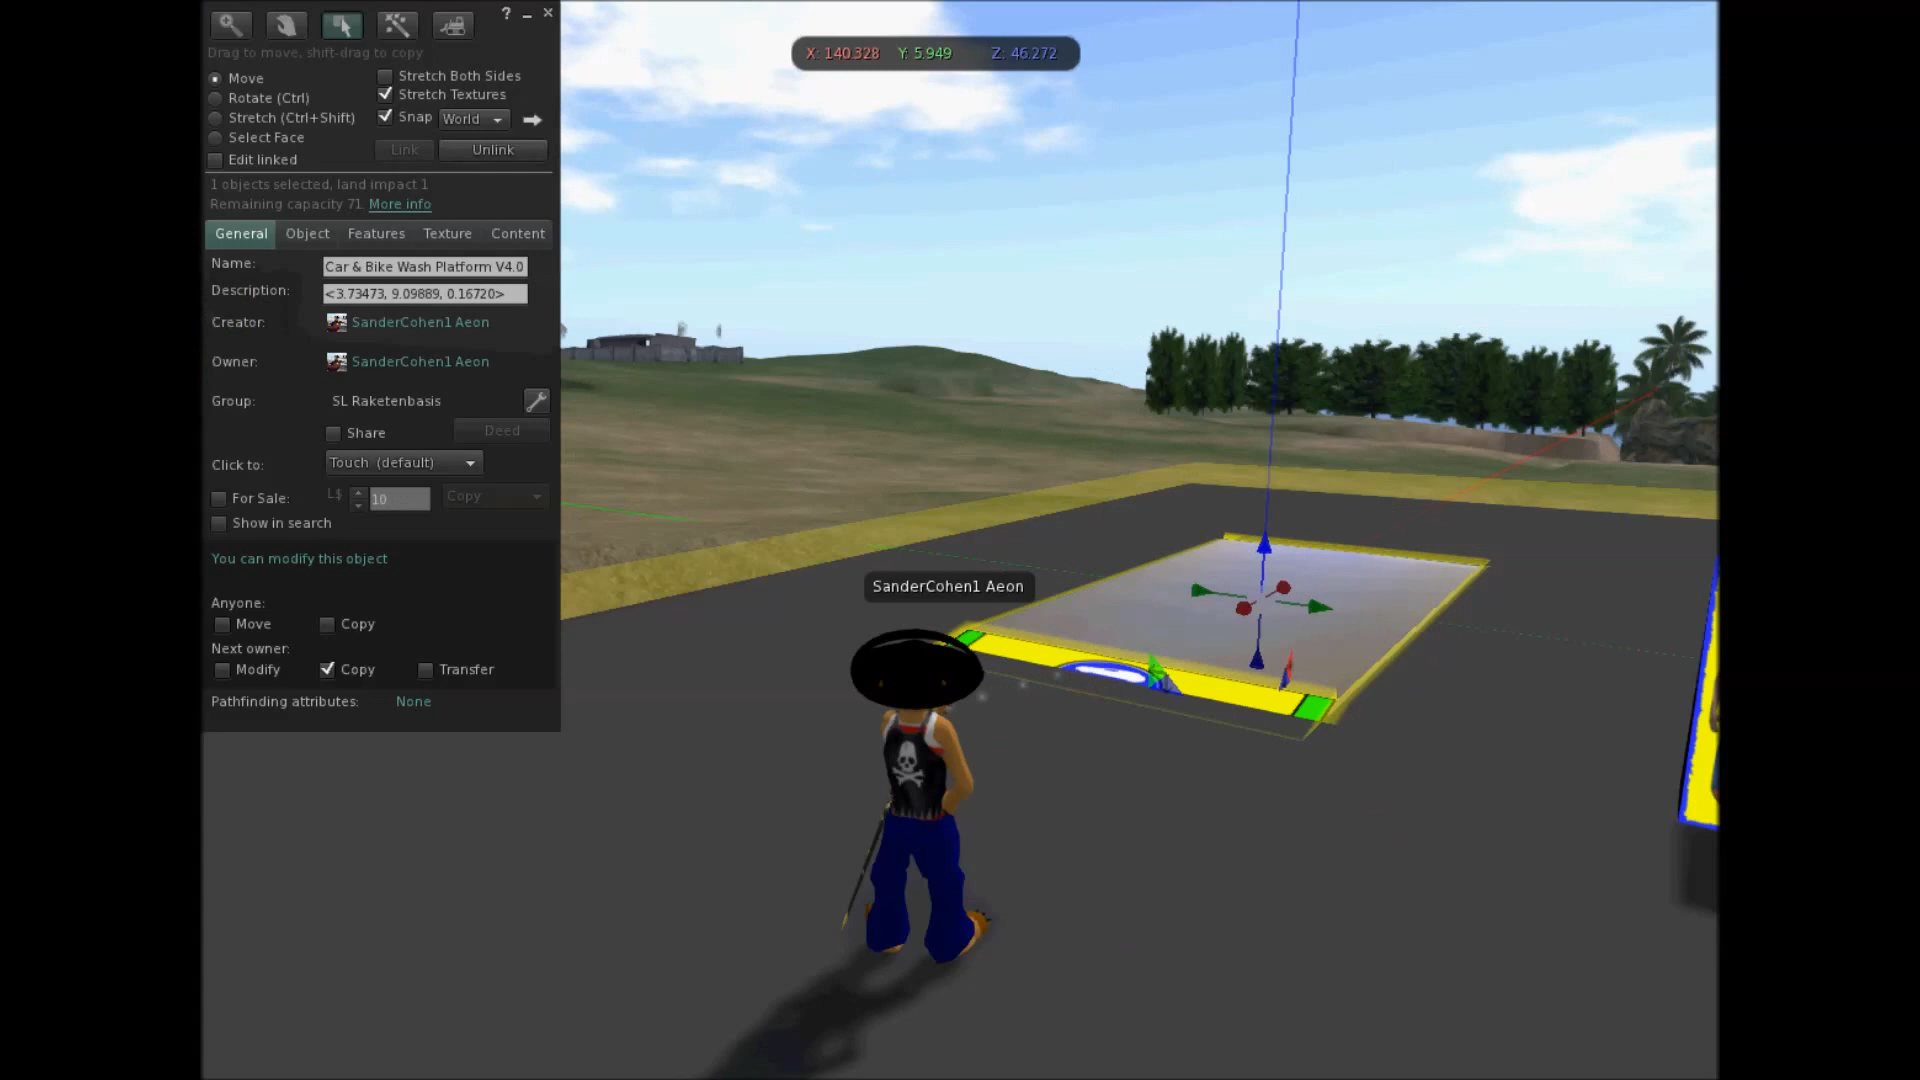 ? _ ×
Drag to move, shift-drag to copy
Move
Rotate (Ctrl)
Stretch (Ctrl+Shift)
Select Face
Edit linked
Stretch Both Sides
Stretch Textures
Snap World
Link Unlink
1 objects selected, land impact 1
Remaining capacity 71. More info
General Object Features Texture Content
Name: Car & Bike Wash Platform V4.0
Description: <3.73473, 9.09889, 0.16720>
Creator: SanderCohen1 Aeon
Owner: SanderCohen1 Aeon
Group: SL Raketenbasis
Share Deed
Click to: Touch (default)
For Sale: L$ 10 Copy
Show in search
You can modify this object
Anyone:
Move Copy
Next owner:
Modify Copy Transfer
Pathfinding attributes: None
X: 140.328 Y: 5.949 Z: 46.272
SanderCohen1 Aeon